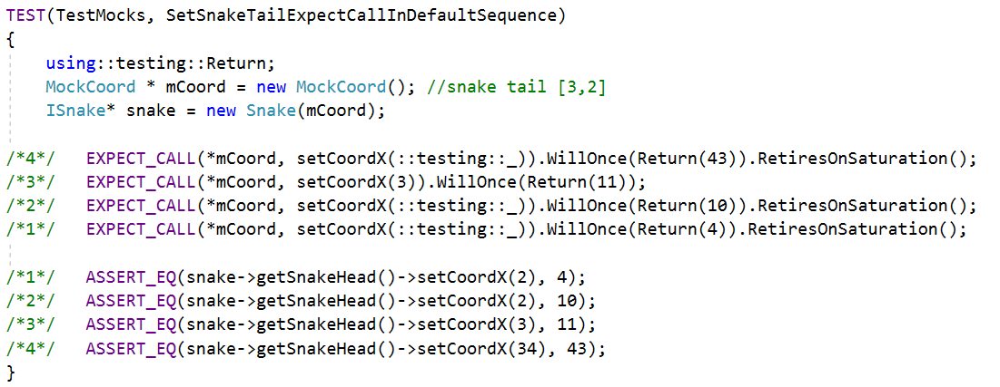 TEST(TestMocks, SetSnakeTailExpectCallInDefaultSequence)
{
    using::testing::Return;
    MockCoord * mCoord = new MockCoord(); //snake tail [3,2]
    ISnake* snake = new Snake(mCoord);
/*4*/   EXPECT_CALL(*mCoord, setCoordX(::testing::_)).WillOnce(Return(43)).RetiresOnSaturation();
/*3*/   EXPECT_CALL(*mCoord, setCoordX(3)).WillOnce(Return(11));
/*2*/   EXPECT_CALL(*mCoord, setCoordX(::testing::_)).WillOnce(Return(10)).RetiresOnSaturation();
/*1*/   EXPECT_CALL(*mCoord, setCoordX(::testing::_)).WillOnce(Return(4)).RetiresOnSaturation();
/*1*/   ASSERT_EQ(snake->getSnakeHead()->setCoordX(2), 4);
/*2*/   ASSERT_EQ(snake->getSnakeHead()->setCoordX(2), 10);
/*3*/   ASSERT_EQ(snake->getSnakeHead()->setCoordX(3), 11);
/*4*/   ASSERT_EQ(snake->getSnakeHead()->setCoordX(34), 43);
}